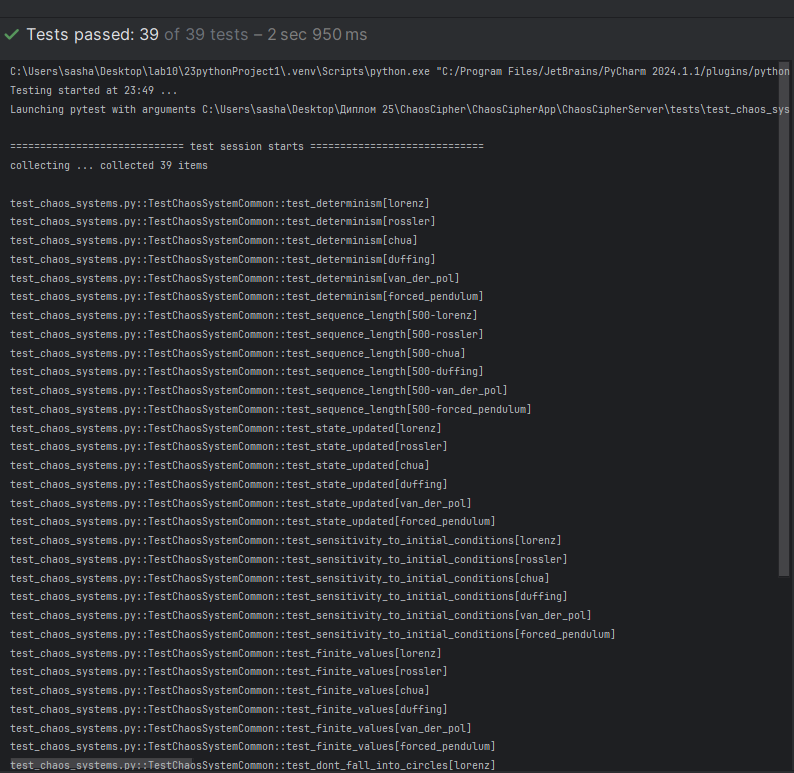 Tests passed: 39 of 39 tests – 2 sec 950 ms
C:\Users\sasha\Desktop\lab10\23pythonProject1\.venv\Scripts\python.exe "C:/Program Files/JetBrains/PyCharm 2024.1.1/plugins/python
Testing started at 23:49 ...
Launching pytest with arguments C:\Users\sasha\Desktop\Диплом 25\ChaosCipher\ChaosCipherApp\ChaosCipherServer\tests\test_chaos_sys
============================= test session starts =============================
collecting ... collected 39 items
test_chaos_systems.py::TestChaosSystemCommon::test_determinism[lorenz]
test_chaos_systems.py::TestChaosSystemCommon::test_determinism[rossler]
test_chaos_systems.py::TestChaosSystemCommon::test_determinism[chua]
test_chaos_systems.py::TestChaosSystemCommon::test_determinism[duffing]
test_chaos_systems.py::TestChaosSystemCommon::test_determinism[van_der_pol]
test_chaos_systems.py::TestChaosSystemCommon::test_determinism[forced_pendulum]
test_chaos_systems.py::TestChaosSystemCommon::test_sequence_length[500-lorenz]
test_chaos_systems.py::TestChaosSystemCommon::test_sequence_length[500-rossler]
test_chaos_systems.py::TestChaosSystemCommon::test_sequence_length[500-chua]
test_chaos_systems.py::TestChaosSystemCommon::test_sequence_length[500-duffing]
test_chaos_systems.py::TestChaosSystemCommon::test_sequence_length[500-van_der_pol]
test_chaos_systems.py::TestChaosSystemCommon::test_sequence_length[500-forced_pendulum]
test_chaos_systems.py::TestChaosSystemCommon::test_state_updated[lorenz]
test_chaos_systems.py::TestChaosSystemCommon::test_state_updated[rossler]
test_chaos_systems.py::TestChaosSystemCommon::test_state_updated[chua]
test_chaos_systems.py::TestChaosSystemCommon::test_state_updated[duffing]
test_chaos_systems.py::TestChaosSystemCommon::test_state_updated[van_der_pol]
test_chaos_systems.py::TestChaosSystemCommon::test_state_updated[forced_pendulum]
test_chaos_systems.py::TestChaosSystemCommon::test_sensitivity_to_initial_conditions[lorenz]
test_chaos_systems.py::TestChaosSystemCommon::test_sensitivity_to_initial_conditions[rossler]
test_chaos_systems.py::TestChaosSystemCommon::test_sensitivity_to_initial_conditions[chua]
test_chaos_systems.py::TestChaosSystemCommon::test_sensitivity_to_initial_conditions[duffing]
test_chaos_systems.py::TestChaosSystemCommon::test_sensitivity_to_initial_conditions[van_der_pol]
test_chaos_systems.py::TestChaosSystemCommon::test_sensitivity_to_initial_conditions[forced_pendulum]
test_chaos_systems.py::TestChaosSystemCommon::test_finite_values[lorenz]
test_chaos_systems.py::TestChaosSystemCommon::test_finite_values[rossler]
test_chaos_systems.py::TestChaosSystemCommon::test_finite_values[chua]
test_chaos_systems.py::TestChaosSystemCommon::test_finite_values[duffing]
test_chaos_systems.py::TestChaosSystemCommon::test_finite_values[van_der_pol]
test_chaos_systems.py::TestChaosSystemCommon::test_finite_values[forced_pendulum]
test_chaos_systems.py::TestChaosSystemCommon::test_dont_fall_into_circles[lorenz]